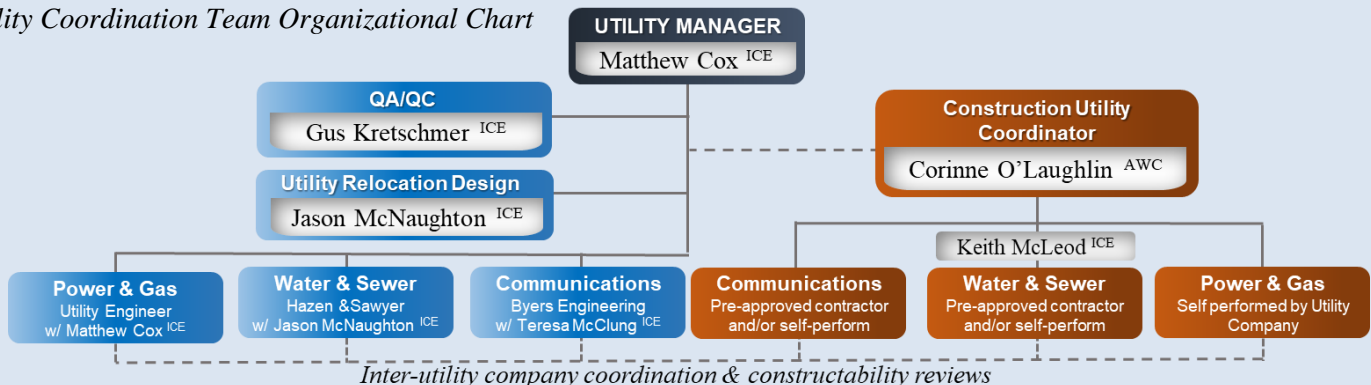 lity Coordination Team Organizational Chart
UTILITY MANAGER
Matthew Cox ICE
QA/QC
Gus Kretschmer ICE
Construction Utility
Coordinator
Corinne O'Laughlin AWC
Utility Relocation Design
Jason McNaughton ICE
Keith McLeod ICE
Power & Gas
Utility Engineer
w/ Matthew Cox ICE
Water & Sewer
Hazen &Sawyer
w/ Jason McNaughton ICE
Communications
Byers Engineering
w/ Teresa McClung ICE
Communications
Pre-approved contractor
and/or self-perform
Water & Sewer
Pre-approved contractor
and/or self-perform
Power & Gas
Self performed by Utility
Company
Inter-utility company coordination & constructability reviews